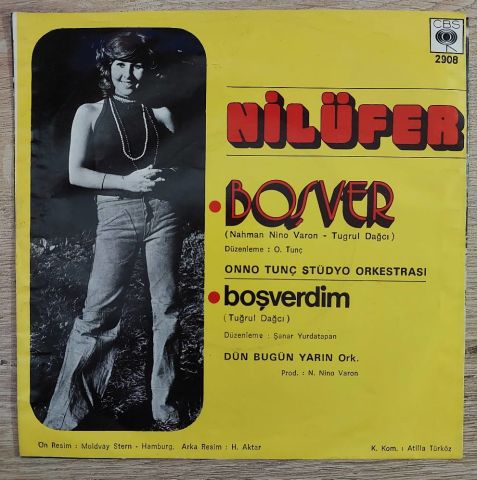 CBS
2908
NİLÜFER
BOŞVER
(Nahman Nino Varon - Tugrul Dağcı)
Düzenleme : O. Tunç
ONNO TUNÇ STÜDYO ORKESTRASI
boşverdim
(Tuğrul Dağcı)
Düzenleme : Şanar Yurdatapan
DÜN BUGÜN YARIN Ork.
Prod. : N. Nino Varon
Ön Resim : Moldvay Stern - Hamburg. Arka Resim : H. Aktar
K. Kom. : Atilla Türköz